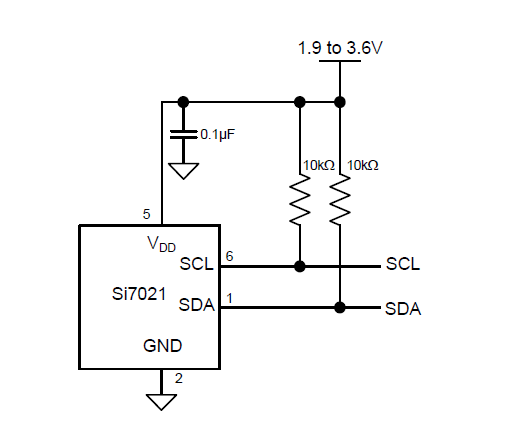 1.9 to 3.6V
0.1µF
10kΩ
10kΩ
5
VDD
SCL
6
SCL
Si7021
SDA
1
SDA
GND
2